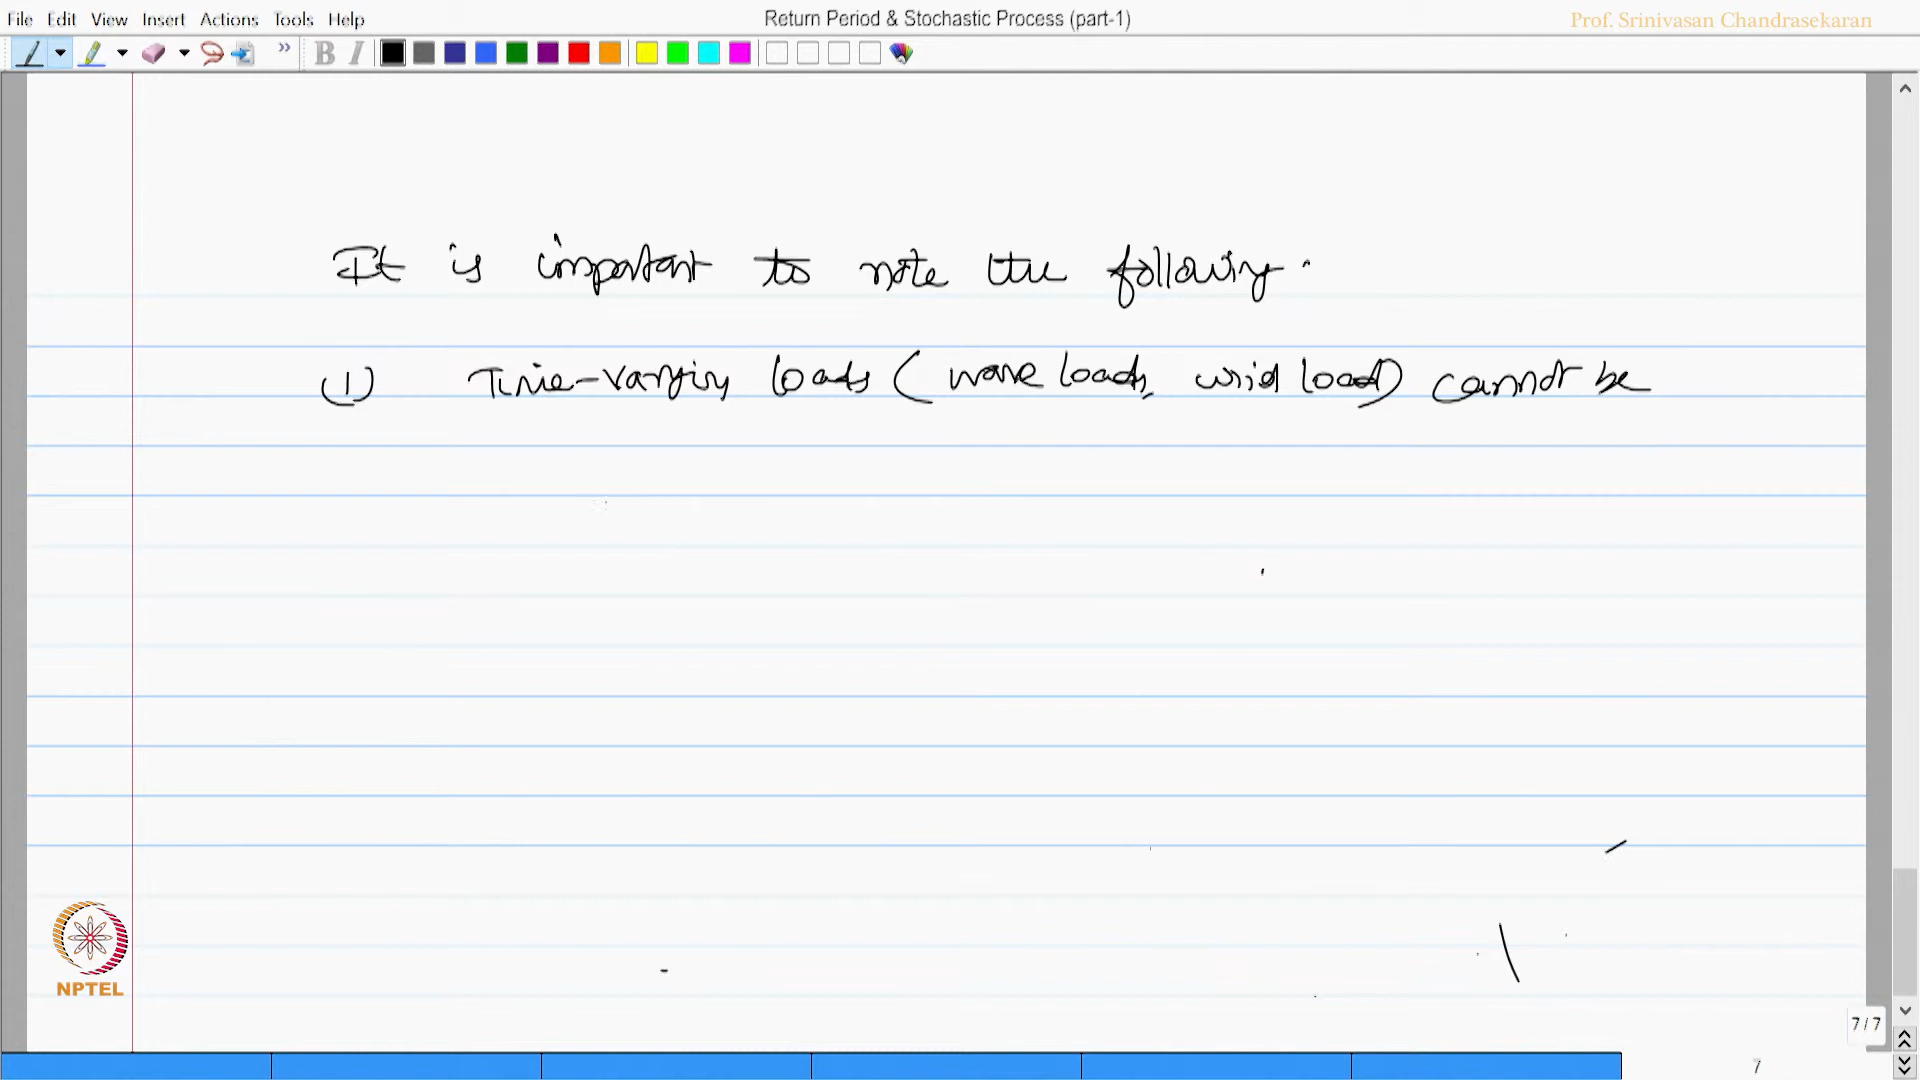 File Edit View Insert Actions Tools Help
Return Period & Stochastic Process (part-1)
Prof. Srinivasan Chandrasekaran
B I
It is important to note the following.
(1) Time-varying loads (wave loads, wind load) cannot be
NPTEL
7/7
7